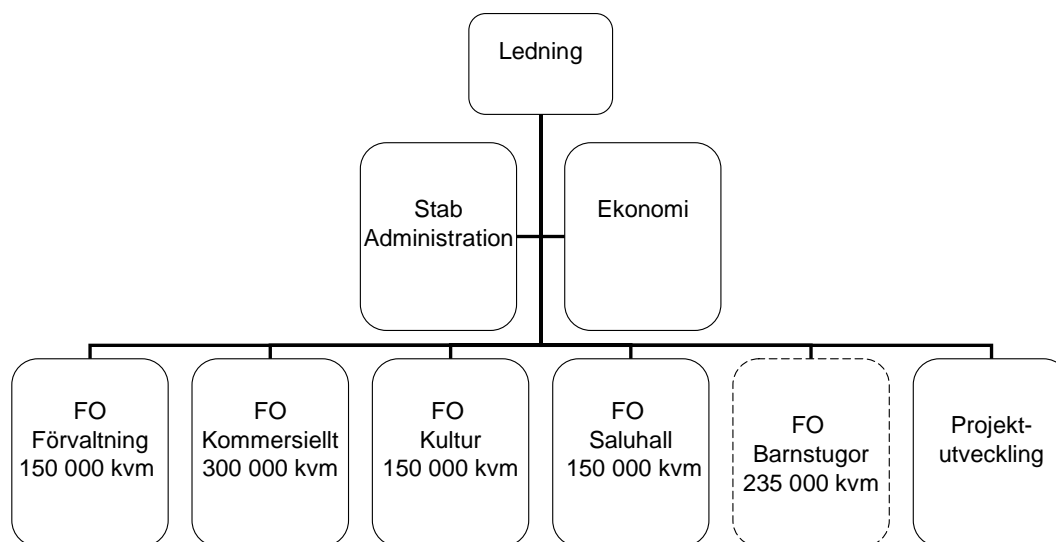 Ledning
Stab
Administration
Ekonomi
FO
Förvaltning
150 000 kvm
FO
Kommersiellt
300 000 kvm
FO
Kultur
150 000 kvm
FO
Saluhall
150 000 kvm
FO
Barnstugor
235 000 kvm
Projekt-
utveckling